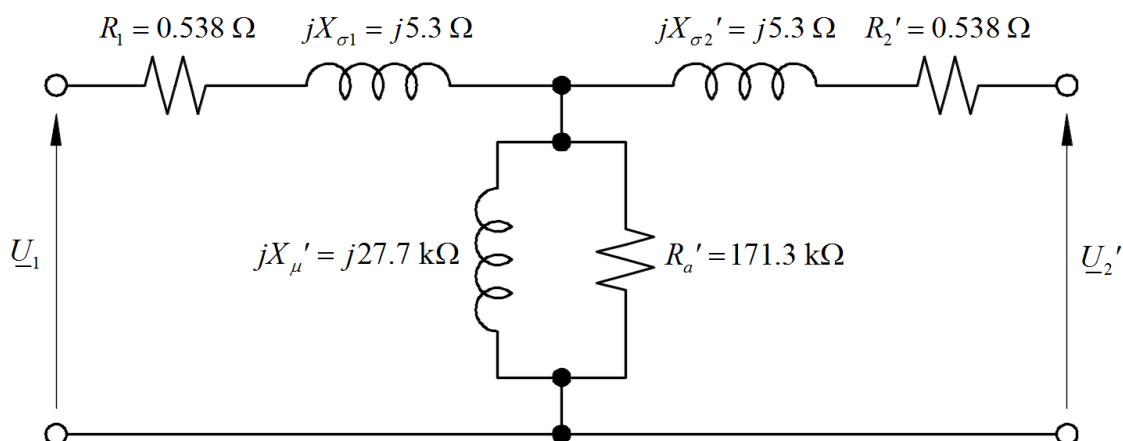 R₁ = 0.538 Ω
jXσ1 = j5.3 Ω
jXσ2' = j5.3 Ω
R₂' = 0.538 Ω
U₁
jXμ' = j27.7 kΩ
Rₐ' = 171.3 kΩ
U₂'